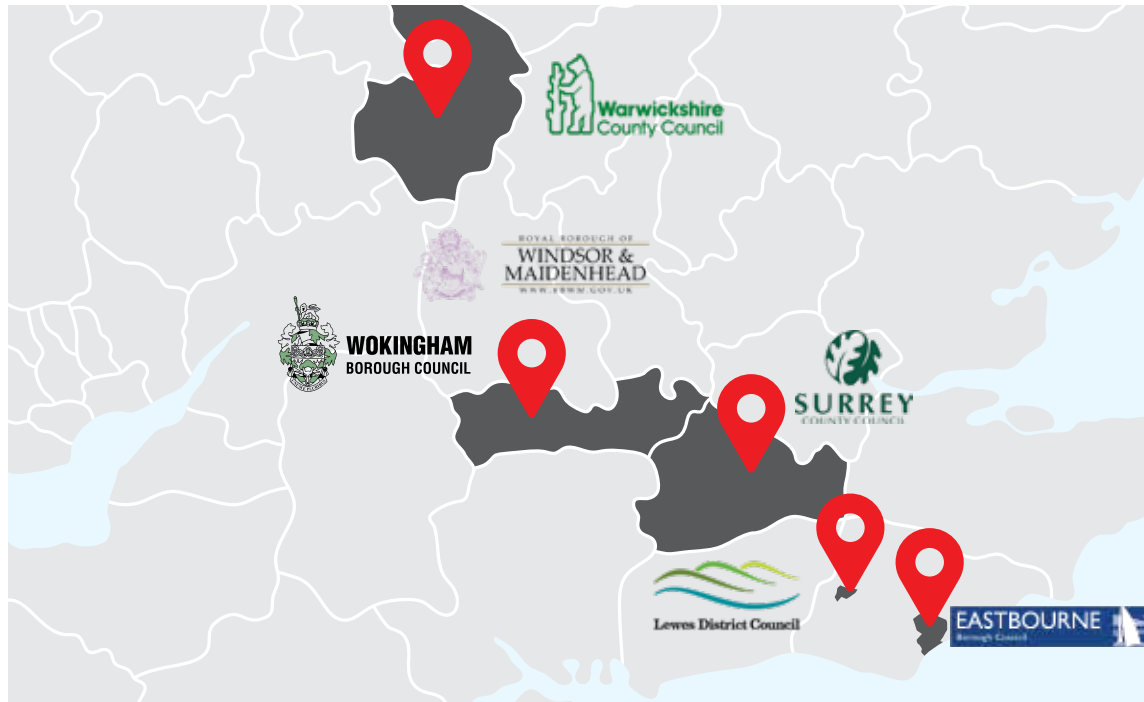 Warwickshire
County Council
ROYAL BOROUGH OF
WINDSOR &
MAIDENHEAD
WWW.RBWM.GOV.UK
WOKINGHAM
BOROUGH COUNCIL
SURREY
COUNTY COUNCIL
Lewes District Council
EASTBOURNE
Borough Council